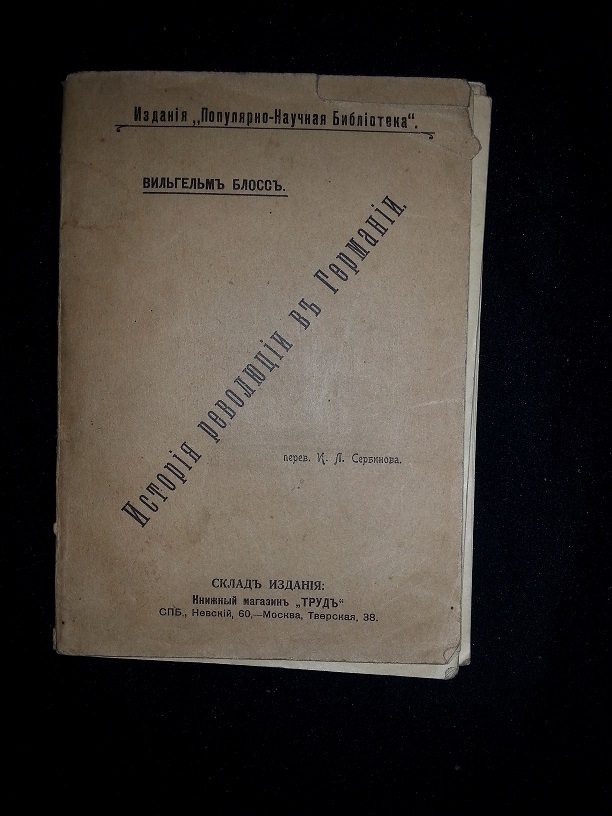 Изданія „Популярно-Научная Библіотека“.
ВИЛЬГЕЛЬМЪ БЛОССЪ.
Исторія революціи въ Германіи.
перев. И. Л. Сербинова.
СКЛАДЪ ИЗДАНІЯ:
Книжный магазинъ „ТРУДЪ“
СПБ., Невскій, 60,—Москва, Тверская, 38.